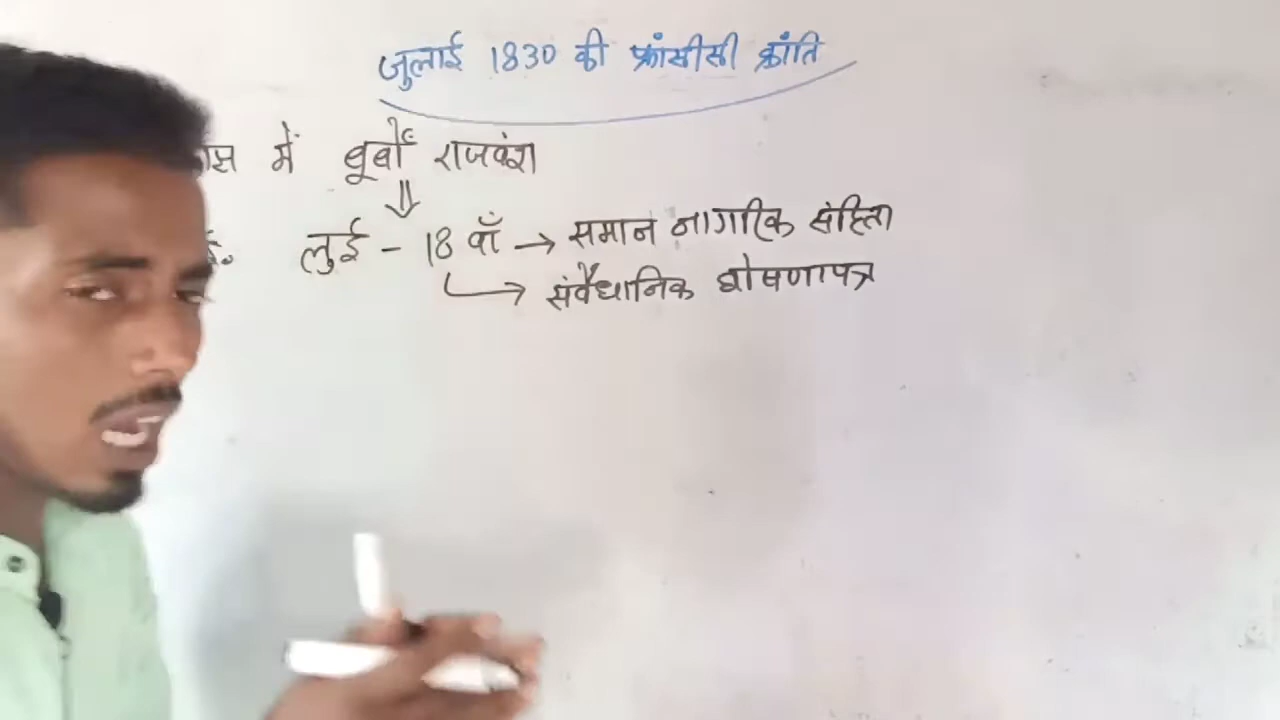 जुलाई 1830 की फ्रांसीसी क्रांति
में बूर्बों राजवंश
लुई - 18 वाँ → समान नागरिक संहिता
→ संवैधानिक घोषणापत्र